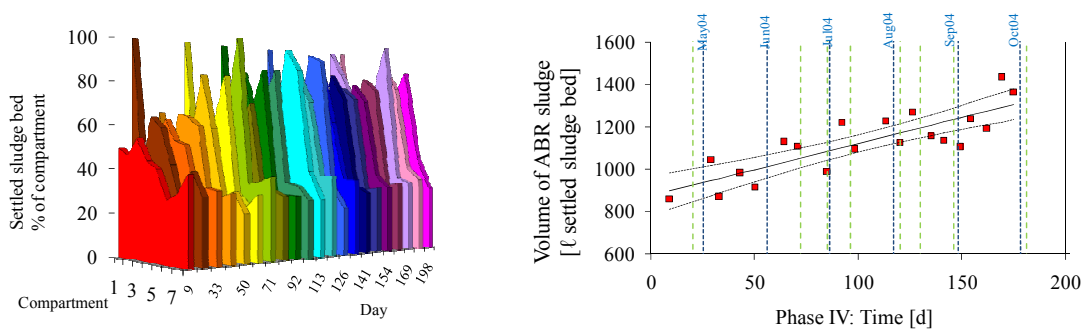 Settled sludge bed
% of compartment
100
80
60
40
20
0
1 3 5 7
Compartment
9 33 50 71 92 113 126 141 154 169 198
Day
Volume of ABR sludge
[ℓ settled sludge bed]
1600
1400
1200
1000
800
600
May04 Jun04 Jul04 Aug04 Sep04 Oct04
0 50 100 150 200
Phase IV: Time [d]